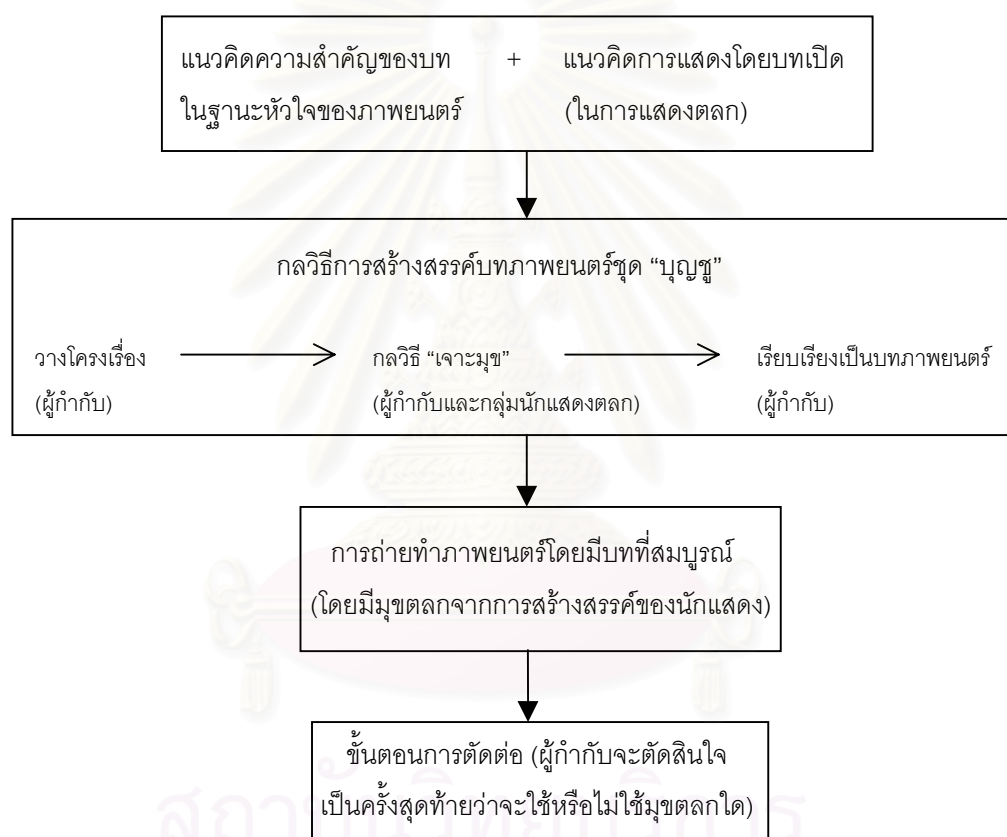 แนวคิดความสำคัญของบท + แนวคิดการแสดงโดยบทเปิด
ในฐานะหัวใจของภาพยนตร์ (ในการแสดงตลก)
กลวิธีการสร้างสรรค์บทภาพยนตร์ชุด “บุญชู”
วางโครงเรื่อง กลวิธี “เจาะมุข” เรียบเรียงเป็นบทภาพยนตร์
(ผู้กำกับ) (ผู้กำกับและกลุ่มนักแสดงตลก) (ผู้กำกับ)
การถ่ายทำภาพยนตร์โดยมีบทที่สมบูรณ์
(โดยมีมุขตลกจากการสร้างสรรค์ของนักแสดง)
ขั้นตอนการตัดต่อ (ผู้กำกับจะตัดสินใจ
เป็นครั้งสุดท้ายว่าจะใช้หรือไม่ใช้มุขตลกใด)
สถาบันวิทยบริการ